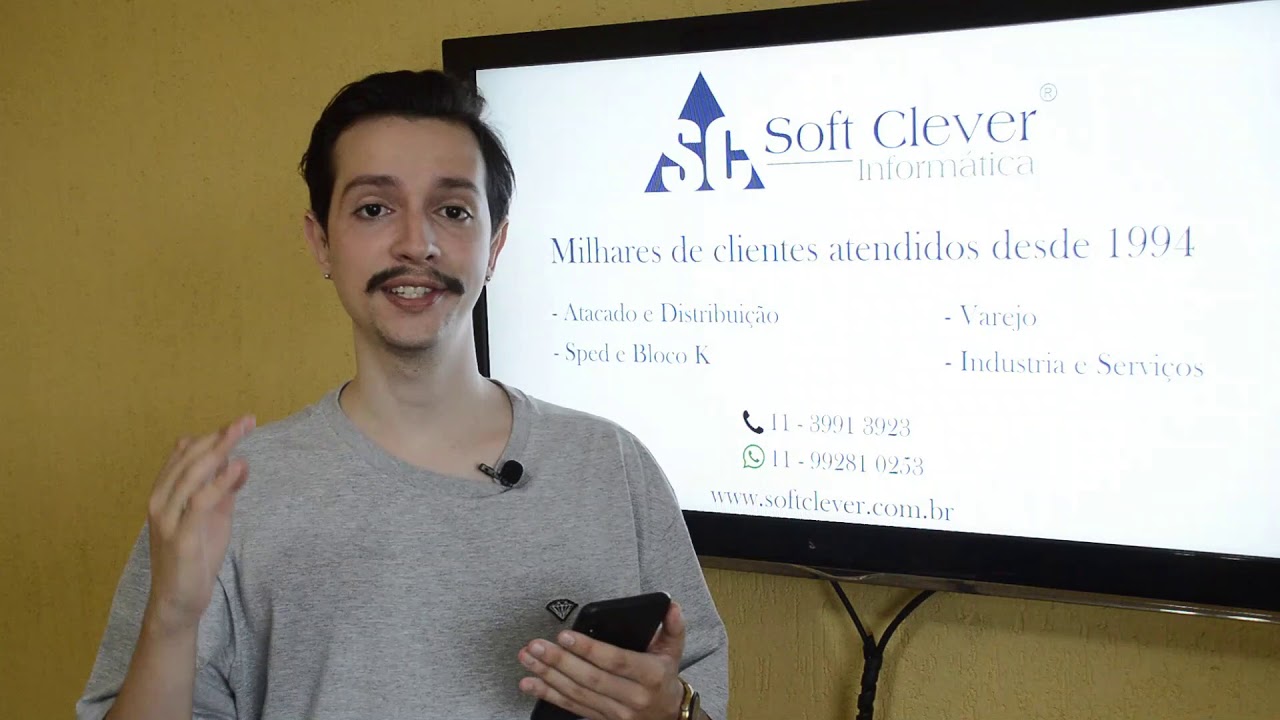 SC Soft Clever ®
Informática
Milhares de clientes atendidos desde 1994
- Atacado e Distribuição
- Varejo
- Sped e Bloco K
- Industria e Serviços
11 - 3991 3923
11 - 99281 0253
www.softclever.com.br